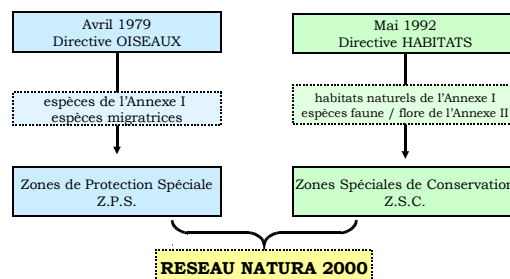 Avril 1979
Directive OISEAUX
espèces de l'Annexe I
espèces migratrices
Zones de Protection Spéciale
Z.P.S.
Mai 1992
Directive HABITATS
habitats naturels de l'Annexe I
espèces faune / flore de l'Annexe II
Zones Spéciales de Conservation
Z.S.C.
RESEAU NATURA 2000